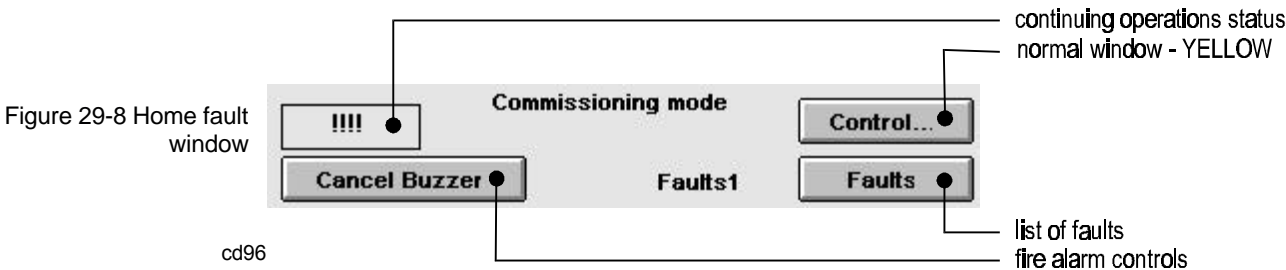 continuing operations status
normal window - YELLOW
Figure 29-8 Home fault
window
!!!!
Commissioning mode
Control...
Cancel Buzzer
Faults1
Faults
list of faults
fire alarm controls
cd96